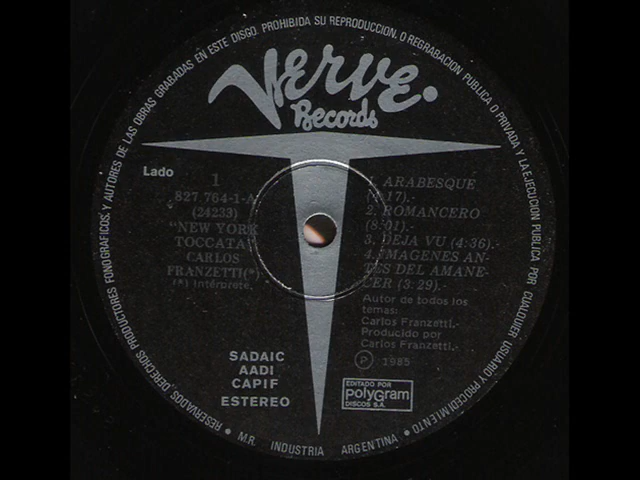 RESERVADOS DERECHOS PRODUCTORES FONOGRAFICOS, Y AUTORES DE LAS OBRAS GRABADAS EN ESTE DISGO. PROHIBIDA SU REPRODUCCION, O REGRABACION PUBLICA O PRIVADA Y LA EJECUCION PUBLICA POR CUALQUIER USUARIO Y PROCEDIMIENTO
Verve.
Records
Lado 1
827 764-1-A
(24233)
"NEW YORK
TOCCATA"
CARLOS
FRANZETTI(*)
(*) Intérprete.
1. ARABESQUE
(4:17).-
2. ROMANCERO
(8:01).-
3. DEJA VU (4:36).-
4. IMAGENES AN-
TES DEL AMANE-
CER (3:29).-
Autor de todos los
temas:
Carlos Franzetti.-
Producido por
Carlos Franzetti.-
Ⓟ 1985
SADAIC
AADI
CAPIF
ESTEREO
EDITADO POR
polyGram
DISCOS S.A.
• M.R. INDUSTRIA ARGENTINA •